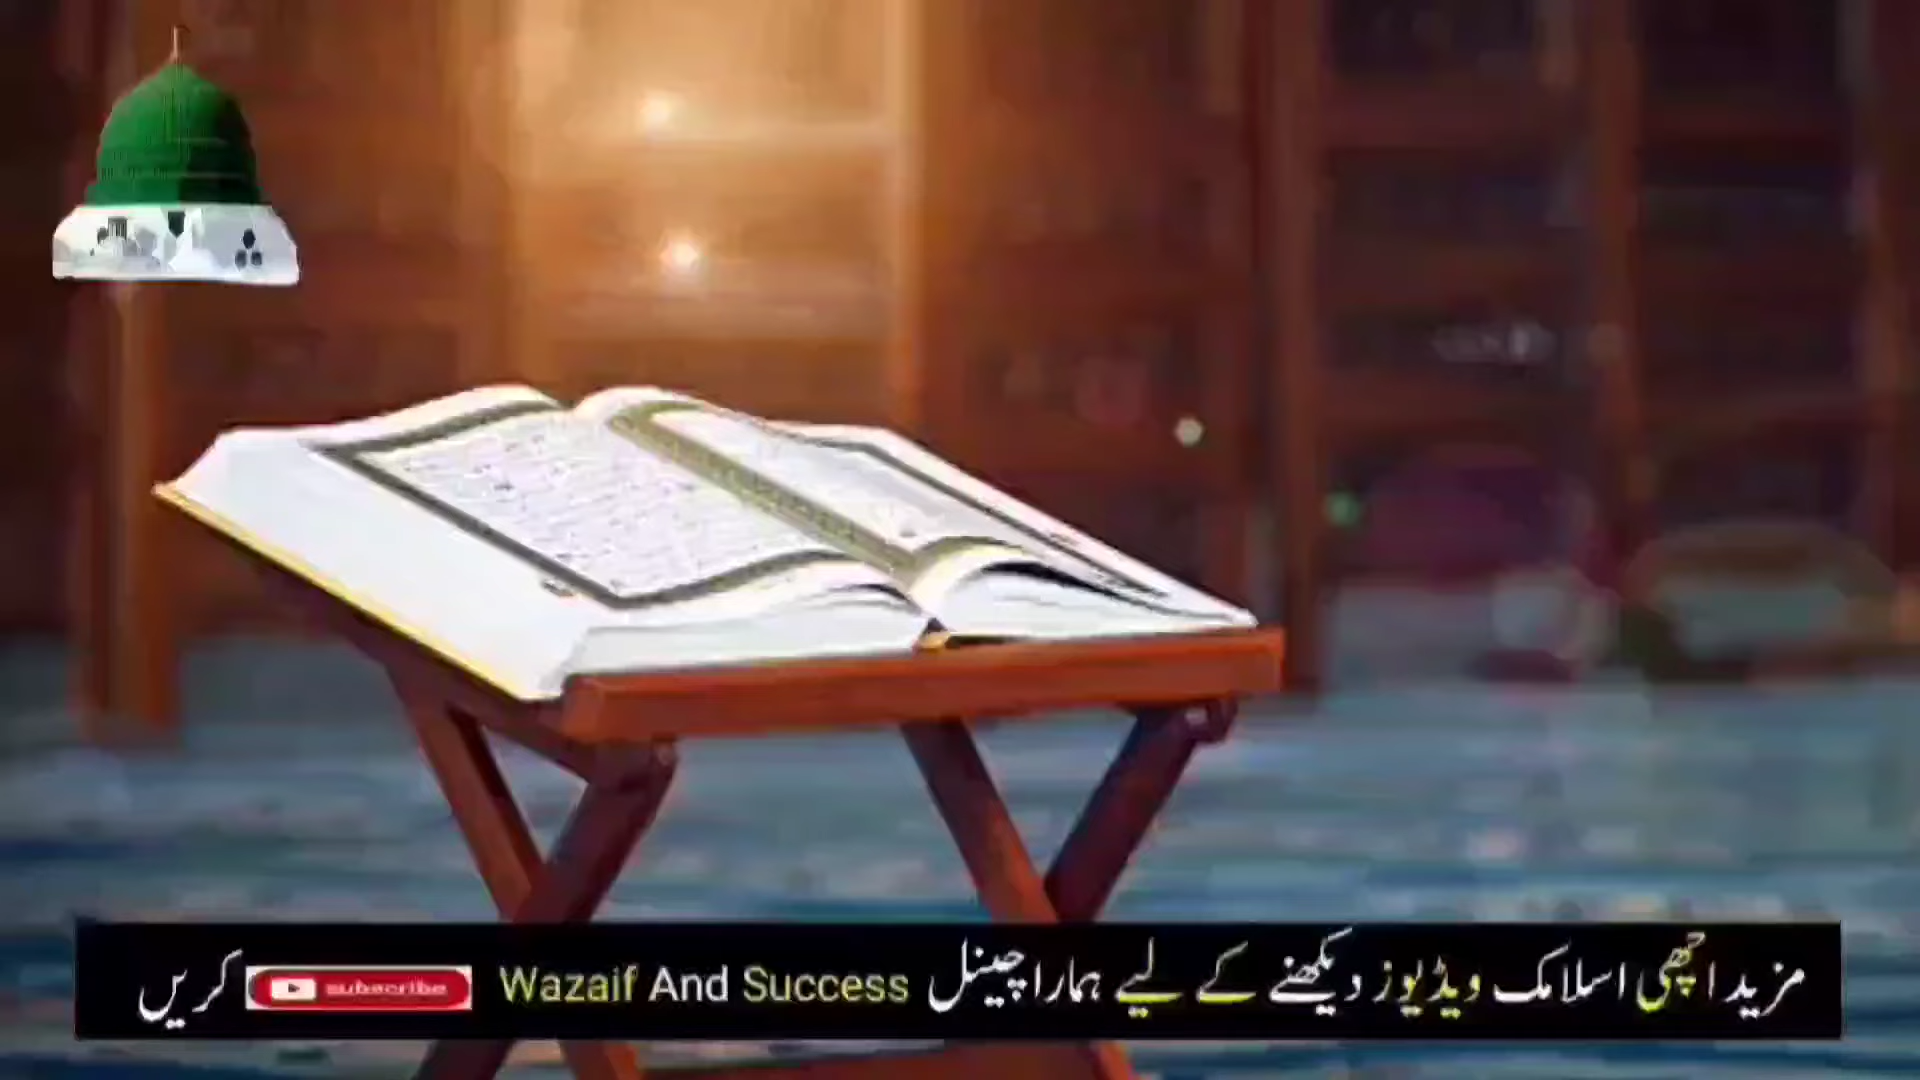 مزید اچھی اسلامک ویڈیوز دیکھنے کے لیے ہمارا چینل Wazaif And Success subscribe کریں